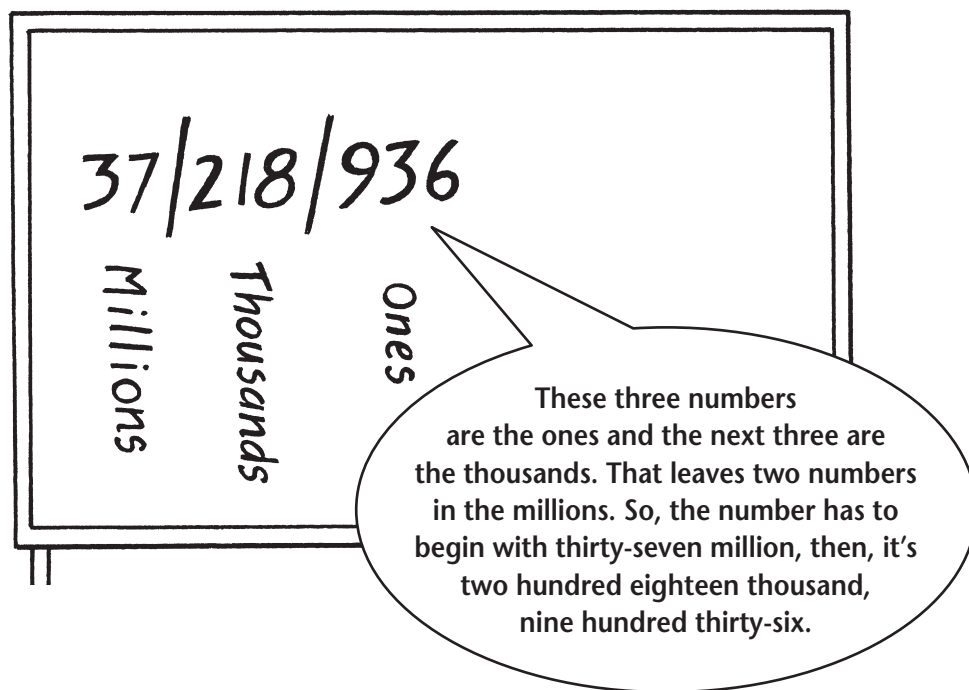 37/218/936
Millions
Thousands
Ones
These three numbers
are the ones and the next three are
the thousands. That leaves two numbers
in the millions. So, the number has to
begin with thirty-seven million, then, it's
two hundred eighteen thousand,
nine hundred thirty-six.